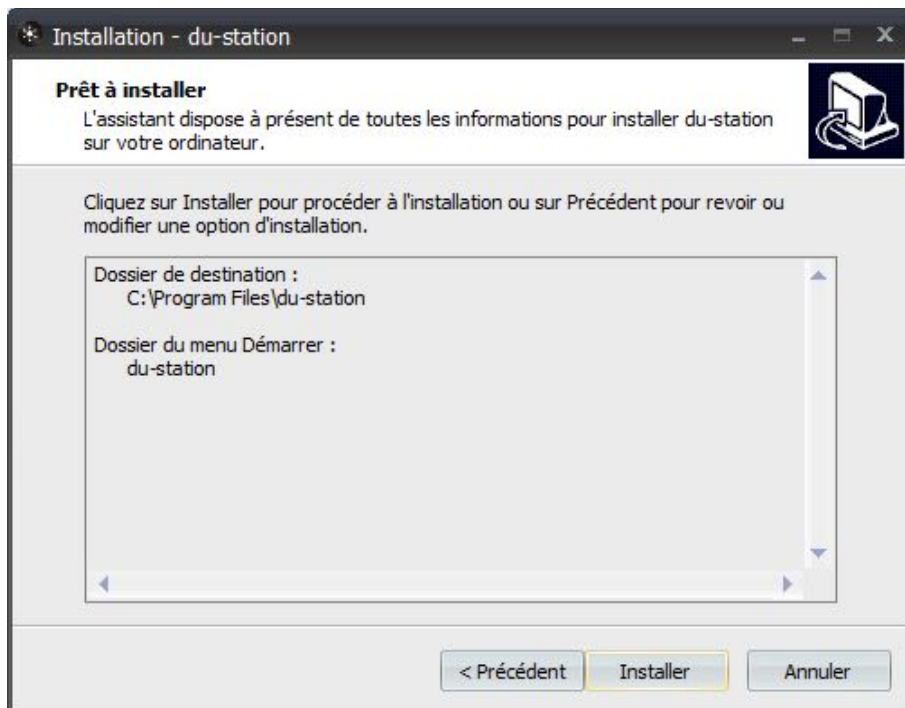 Installation - du-station
Prêt à installer
L'assistant dispose à présent de toutes les informations pour installer du-station
sur votre ordinateur.
Cliquez sur Installer pour procéder à l'installation ou sur Précédent pour revoir ou
modifier une option d'installation.
Dossier de destination :
C:\Program Files\du-station
Dossier du menu Démarrer :
du-station
< Précédent
Installer
Annuler